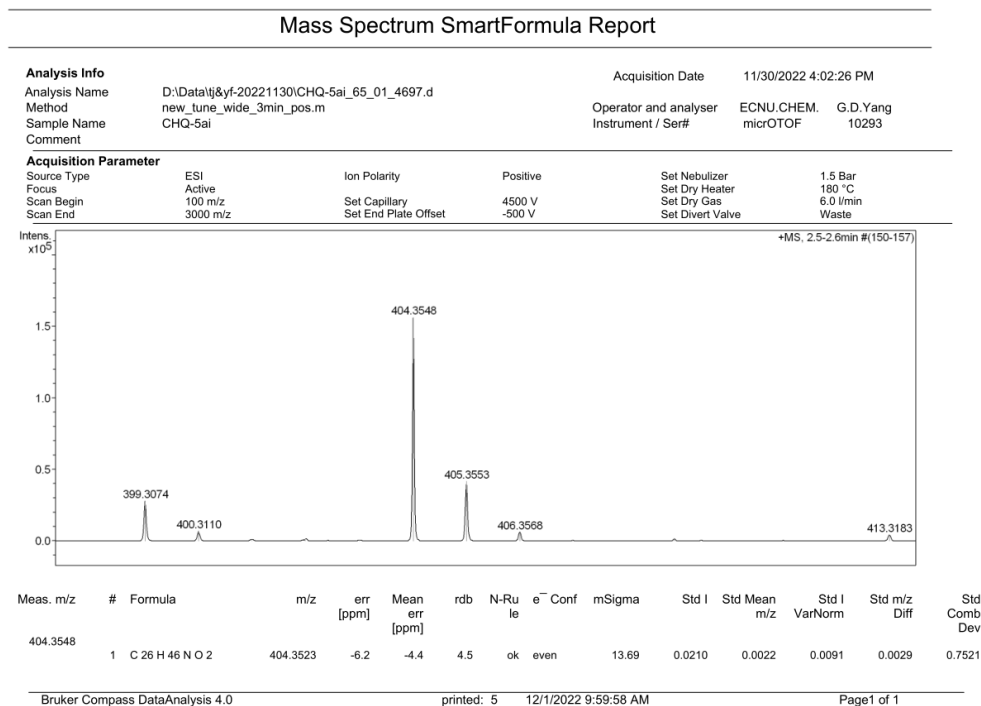 Mass Spectrum SmartFormula Report
Analysis Info
Acquisition Date 11/30/2022 4:02:26 PM
Analysis Name D:\Data\tj&yf-20221130\CHQ-5ai_65_01_4697.d
Method new_tune_wide_3min_pos.m
Operator and analyser ECNU.CHEM. G.D.Yang
Sample Name CHQ-5ai
Instrument / Ser# micrOTOF 10293
Comment
Acquisition Parameter
Source Type ESI Ion Polarity Positive Set Nebulizer 1.5 Bar
Focus Active Set Dry Heater 180 °C
Scan Begin 100 m/z Set Capillary 4500 V Set Dry Gas 6.0 l/min
Scan End 3000 m/z Set End Plate Offset -500 V Set Divert Valve Waste
Intens.
x10⁵
+MS, 2.5-2.6min #(150-157)
404.3548
1.5
1.0
0.5
405.3553
399.3074
400.3110
406.3568
413.3183
0.0
Meas. m/z # Formula m/z err Mean rdb N-Ru e⁻ Conf mSigma Std I Std Mean Std I Std m/z Std
[ppm] err le m/z VarNorm Diff Comb
[ppm] Dev
404.3548
1 C 26 H 46 N O 2 404.3523 -6.2 -4.4 4.5 ok even 13.69 0.0210 0.0022 0.0091 0.0029 0.7521
Bruker Compass DataAnalysis 4.0 printed: 5 12/1/2022 9:59:58 AM Page1 of 1